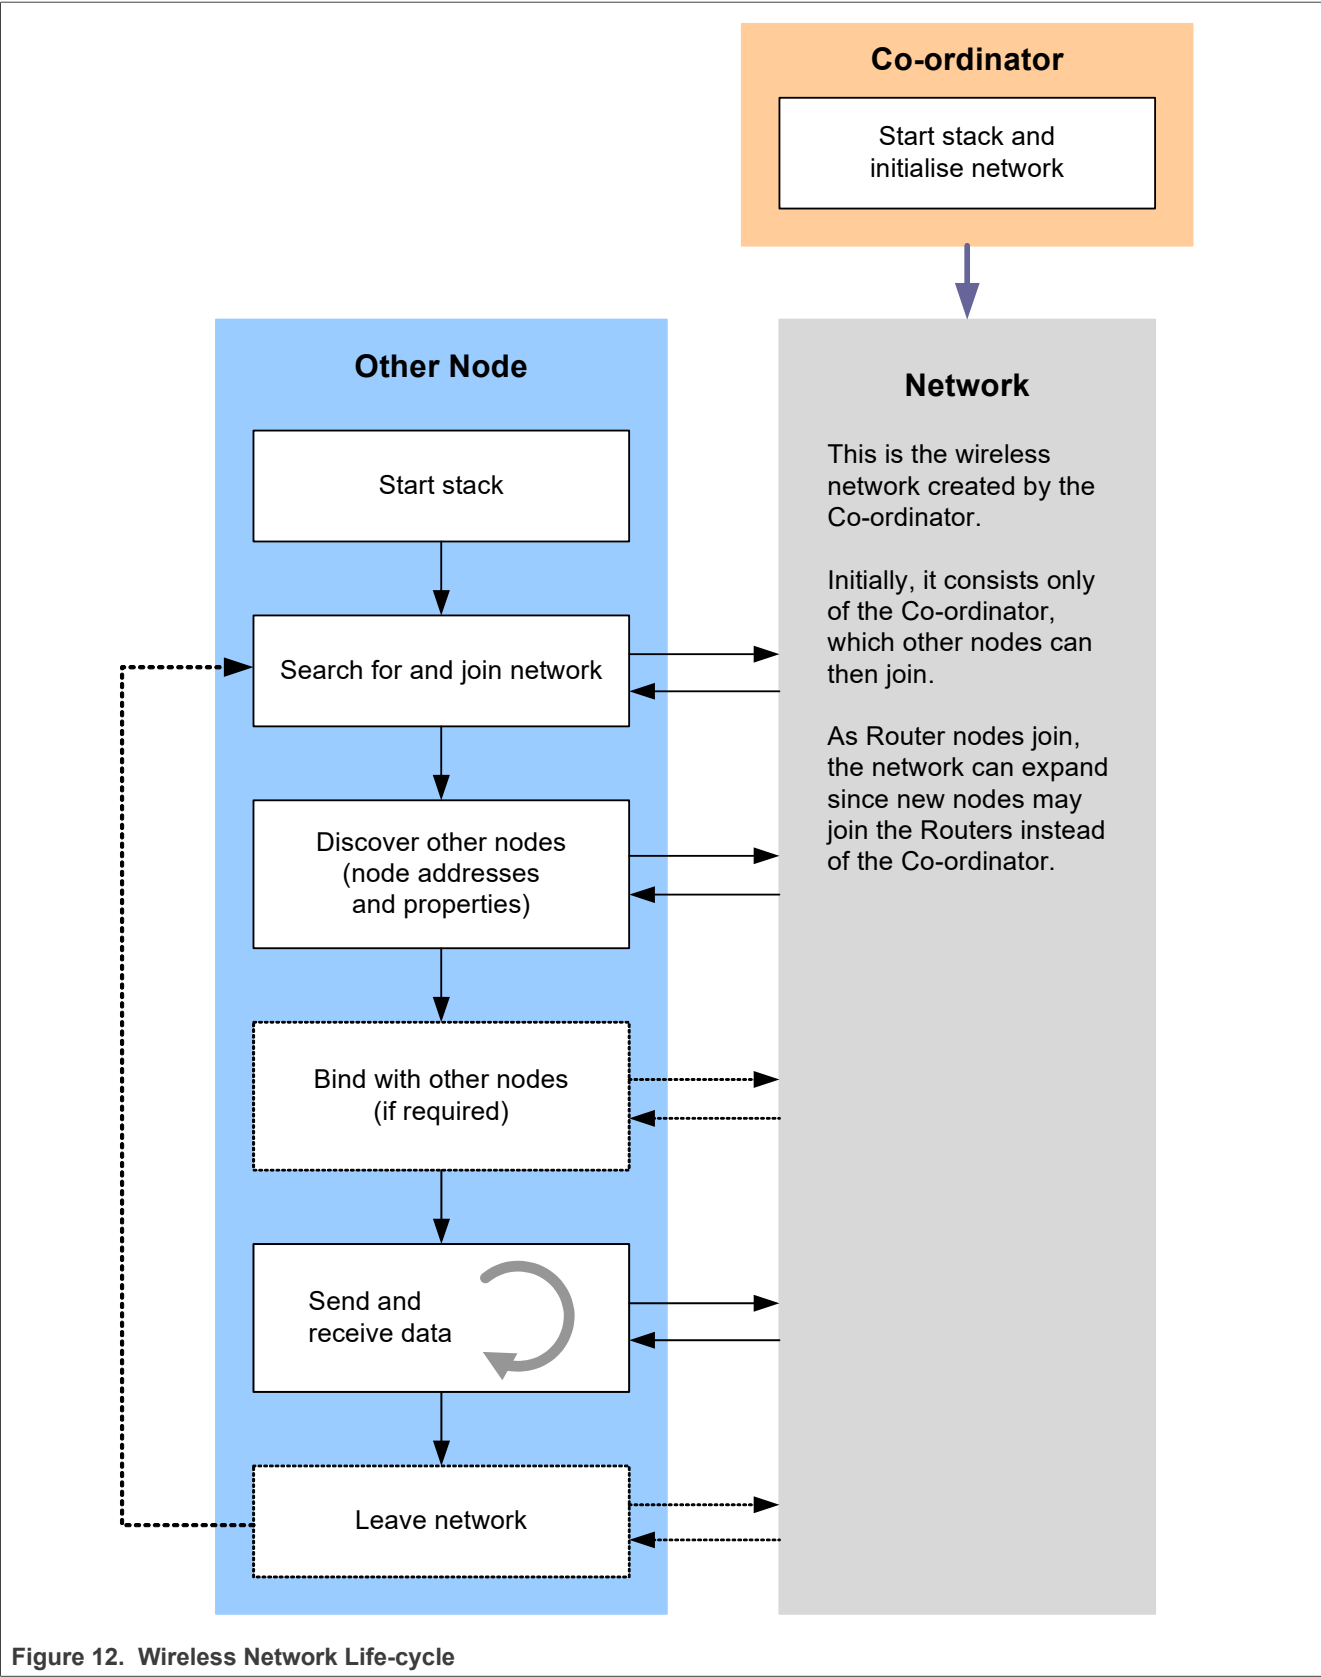 Co-ordinator
Start stack and
initialise network
Other Node
Start stack
Search for and join network
Discover other nodes
(node addresses
and properties)
Bind with other nodes
(if required)
Send and
receive data
Leave network
Network
This is the wireless
network created by the
Co-ordinator.
Initially, it consists only
of the Co-ordinator,
which other nodes can
then join.
As Router nodes join,
the network can expand
since new nodes may
join the Routers instead
of the Co-ordinator.
Figure 12. Wireless Network Life-cycle